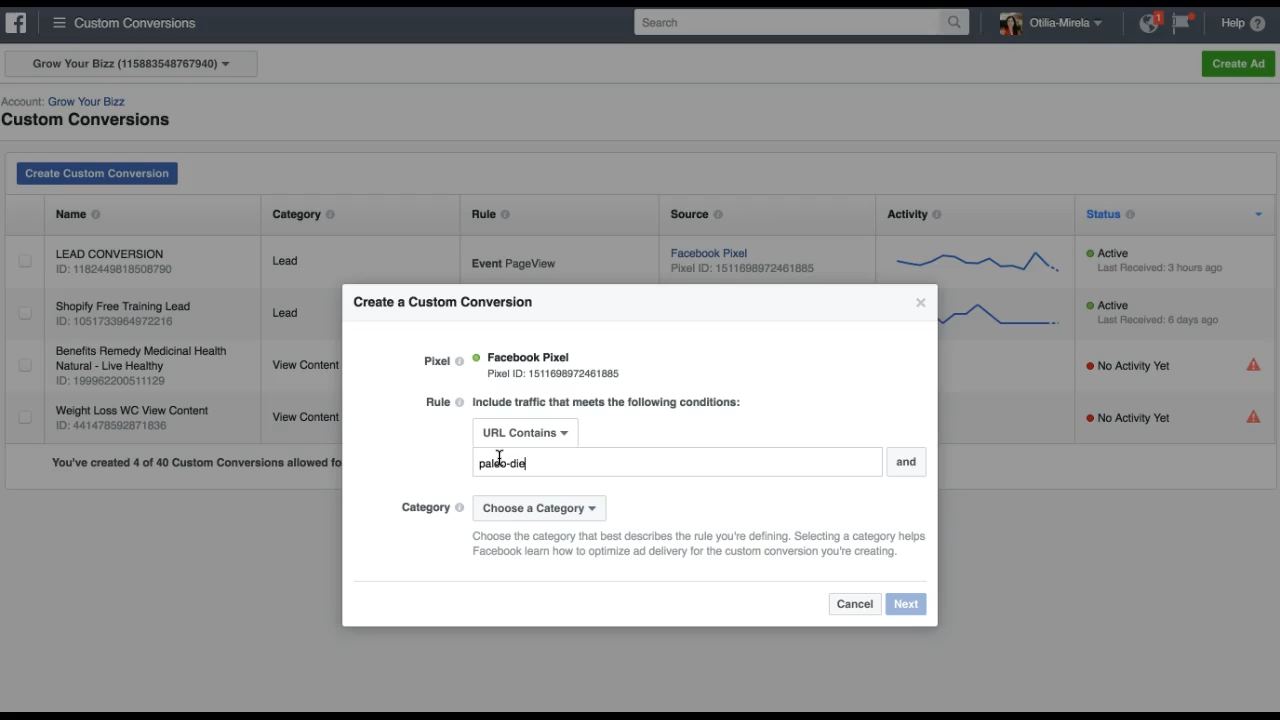 Custom Conversions
Search
Otilia-Mirela
1
Help ?
Grow Your Bizz (115883548767940)
Create Ad
Account: Grow Your Bizz
Custom Conversions
Create Custom Conversion
Name Category Rule Source Activity Status
LEAD CONVERSION
ID: 1182449818508790
Lead
Event PageView
Facebook Pixel
Pixel ID: 1511698972461885
Active
Last Received: 3 hours ago
Shopify Free Training Lead
ID: 1051733964972216
Lead
Active
Last Received: 6 days ago
Benefits Remedy Medicinal Health
Natural - Live Healthy
ID: 199962200511129
View Content
No Activity Yet
Weight Loss WC View Content
ID: 441478592871836
View Content
No Activity Yet
You've created 4 of 40 Custom Conversions allowed fo
Create a Custom Conversion
Pixel
Facebook Pixel
Pixel ID: 1511698972461885
Rule
Include traffic that meets the following conditions:
URL Contains
paleo-die
and
Category
Choose a Category
Choose the category that best describes the rule you're defining. Selecting a category helps
Facebook learn how to optimize ad delivery for the custom conversion you're creating.
Cancel
Next